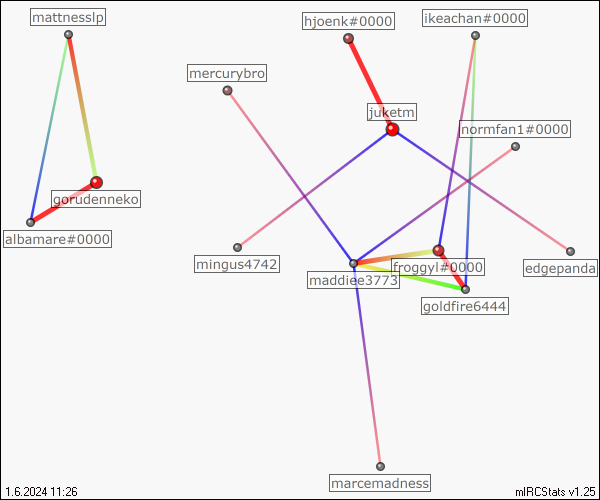 mattnesslp
hjoenk#0000
ikeachan#0000
mercurybro
juketm
normfan1#0000
gorudenneko
albamare#0000
mingus4742
maddiee3773
froggyl#0000
edgepanda
goldfire6444
marcemadness
1.6.2024 11:26
mIRCStats v1.25